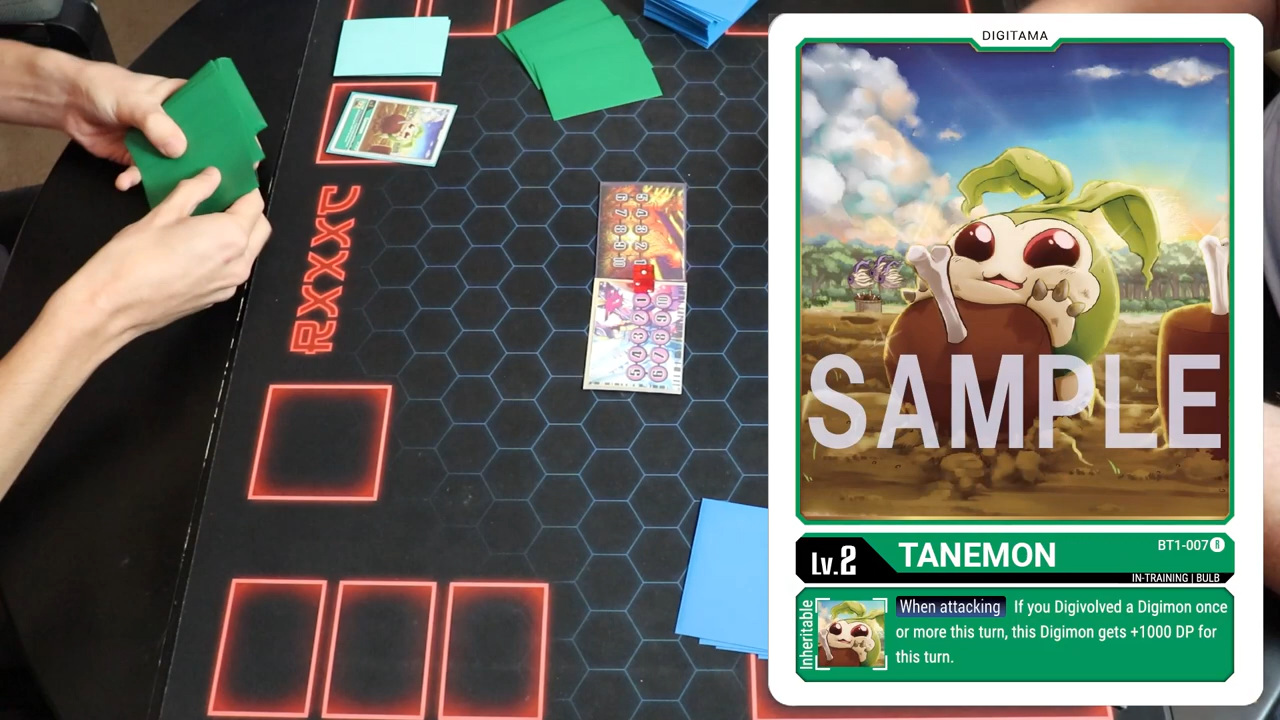 DIGITAMA
SAMPLE
Lv.2
TANEMON
BT1-007 R
IN-TRAINING | BULB
Inheritable
When attacking If you Digivolved a Digimon once
or more this turn, this Digimon gets +1000 DP for
this turn.